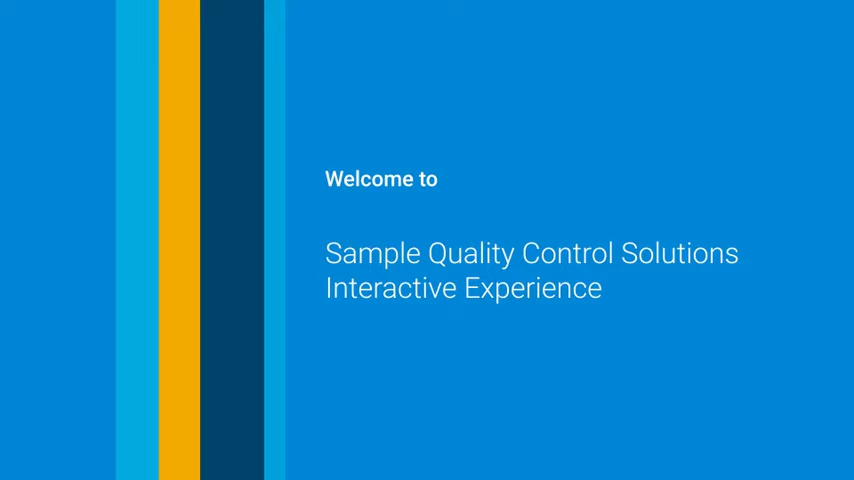 Welcome to
Sample Quality Control Solutions
Interactive Experience